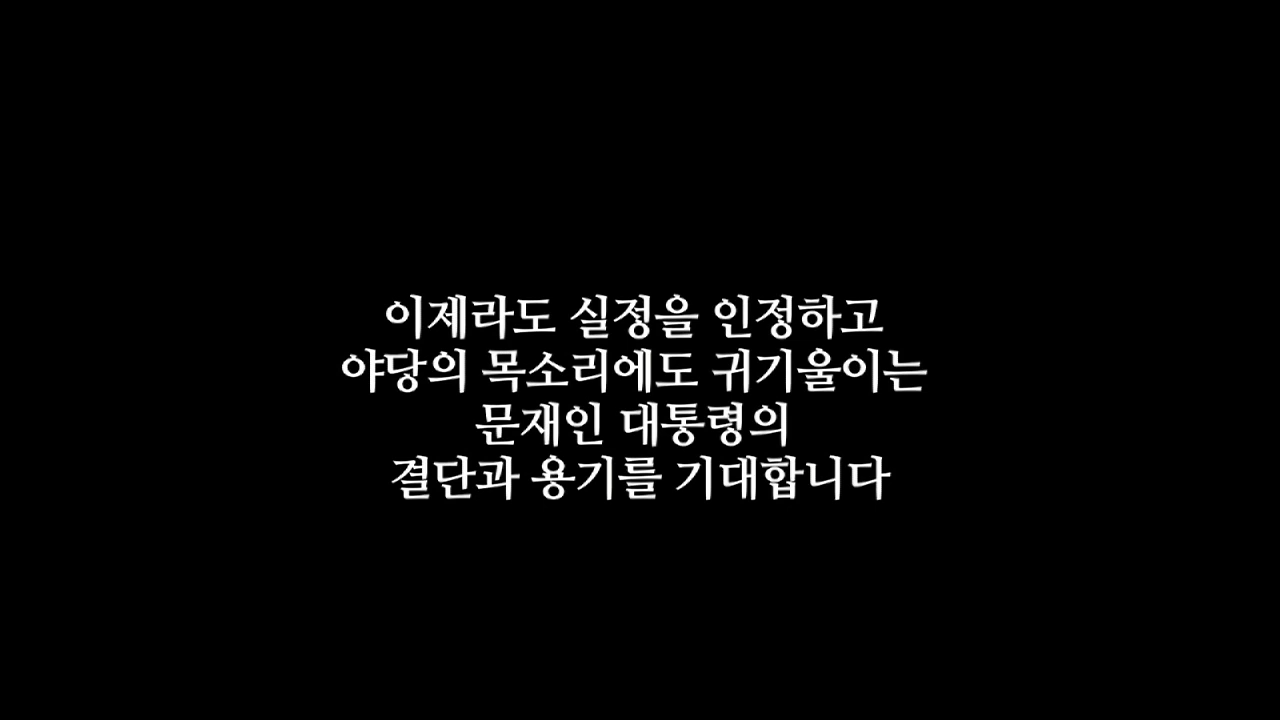 이제라도 실정을 인정하고
야당의 목소리에도 귀기울이는
문재인 대통령의
결단과 용기를 기대합니다